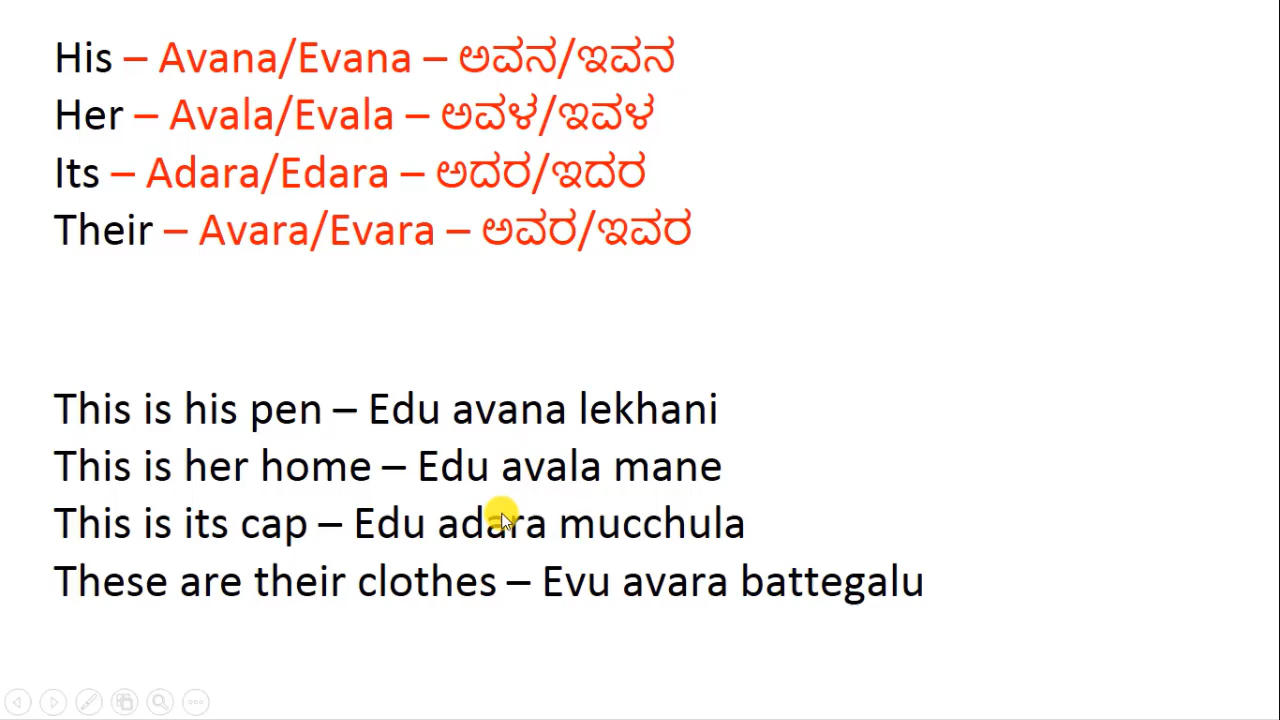 His – Avana/Evana – ಅವನ/ಇವನ
Her – Avala/Evala – ಅವಳ/ಇವಳ
Its – Adara/Edara – ಅದರ/ಇದರ
Their – Avara/Evara – ಅವರ/ಇವರ
This is his pen – Edu avana lekhani
This is her home – Edu avala mane
This is its cap – Edu adara mucchula
These are their clothes – Evu avara battegalu